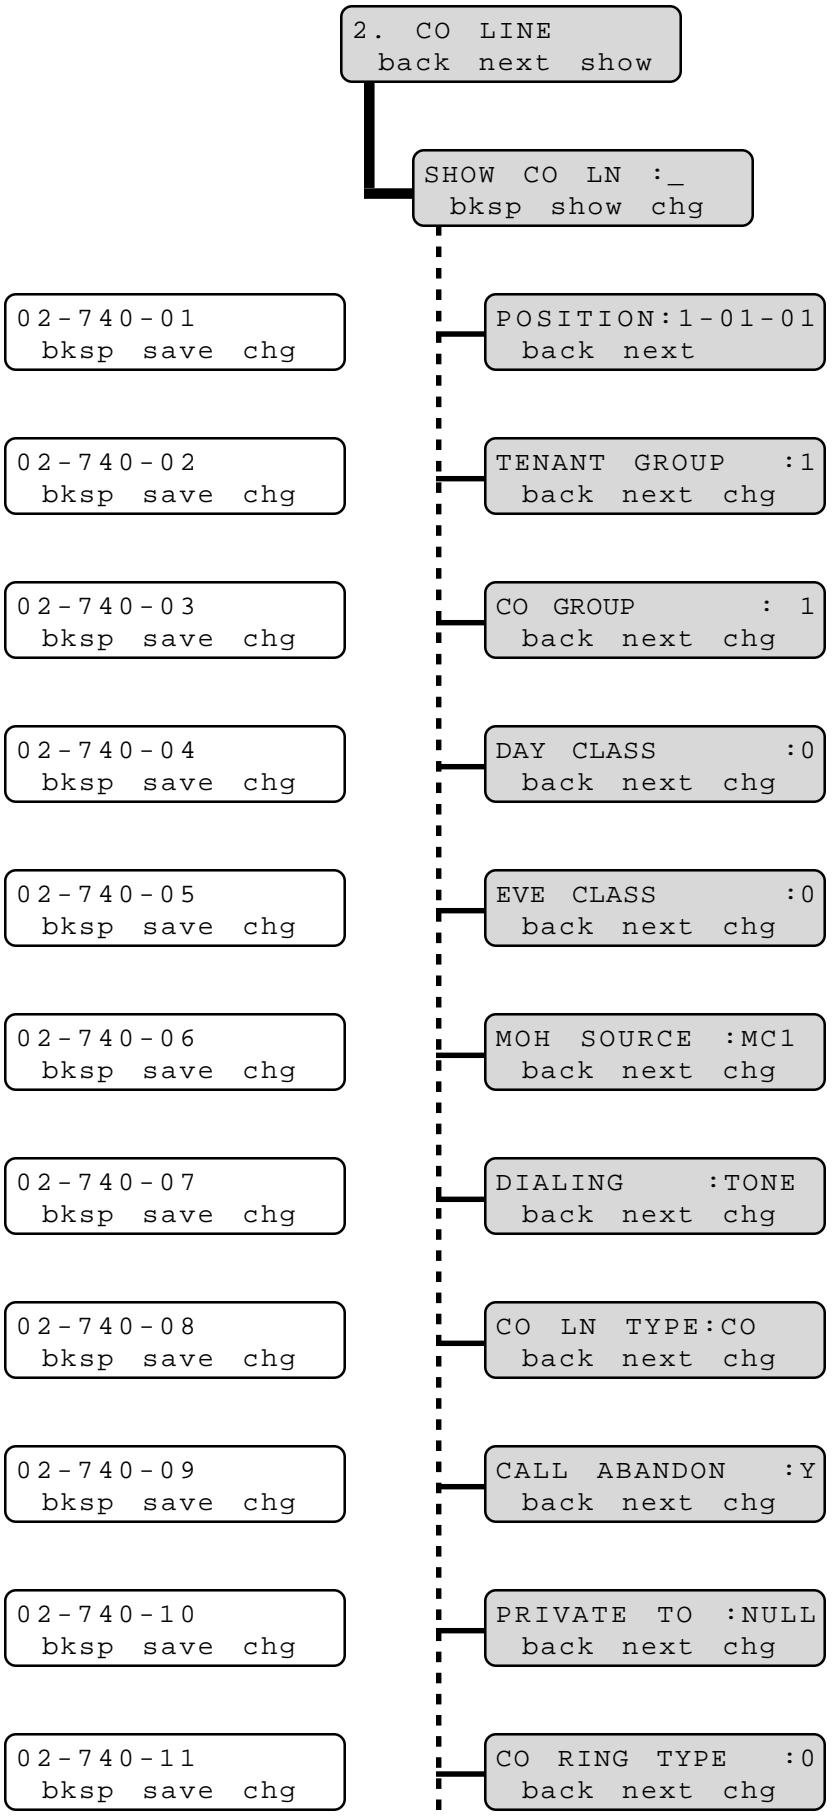 2. CO LINE
back next show
SHOW CO LN :_
bksp show chg
02-740-01
bksp save chg
POSITION:1-01-01
back next
02-740-02
bksp save chg
TENANT GROUP :1
back next chg
02-740-03
bksp save chg
CO GROUP : 1
back next chg
02-740-04
bksp save chg
DAY CLASS :0
back next chg
02-740-05
bksp save chg
EVE CLASS :0
back next chg
02-740-06
bksp save chg
MOH SOURCE :MC1
back next chg
02-740-07
bksp save chg
DIALING :TONE
back next chg
02-740-08
bksp save chg
CO LN TYPE:CO
back next chg
02-740-09
bksp save chg
CALL ABANDON :Y
back next chg
02-740-10
bksp save chg
PRIVATE TO :NULL
back next chg
02-740-11
bksp save chg
CO RING TYPE :0
back next chg